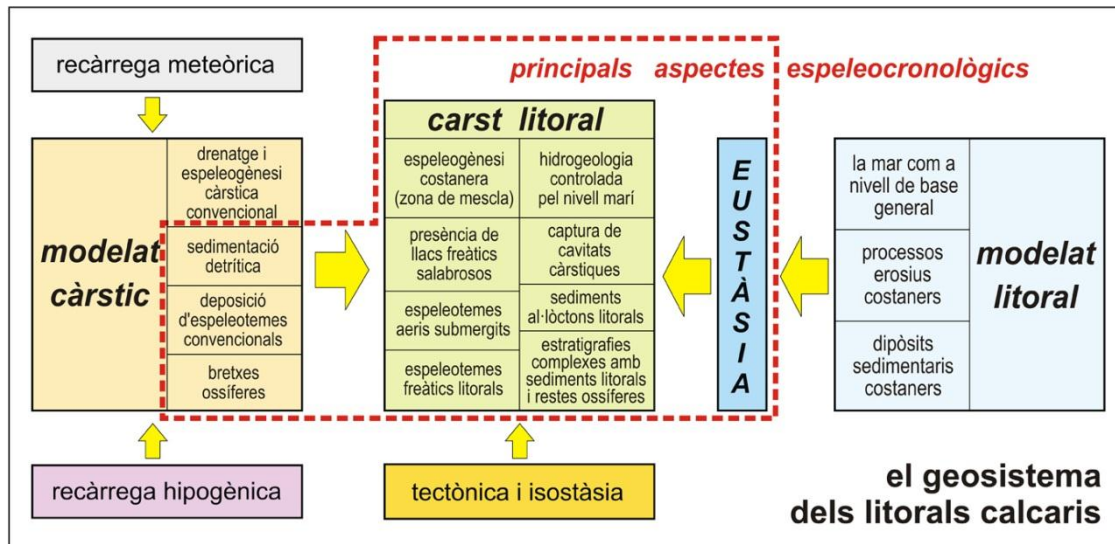 recàrrega meteòrica
principals aspectes espeleocronològics
modelat
càrstic
drenatge i
espeleogènesi
càrstica
convencional
sedimentació
detrítica
deposició
d'espeleotemes
convencionals
bretxes
ossíferes
carst litoral
espeleogènesi
costanera
(zona de mescla)
presència de
llacs freàtics
salabrosos
espeleotemes
aeris submergits
espeleotemes
freàtics litorals
hidrogeologia
controlada
pel nivell marí
captura de
cavitats
càrstiques
sediments
al·lòctons litorals
estratigrafies
complexes amb
sediments litorals
i restes ossíferes
EUSTÀSIA
la mar com a
nivell de base
general
processos
erosius
costaners
dipòsits
sedimentaris
costaners
modelat
litoral
recàrrega hipogènica
tectònica i isostàsia
el geosistema
dels litorals calcaris